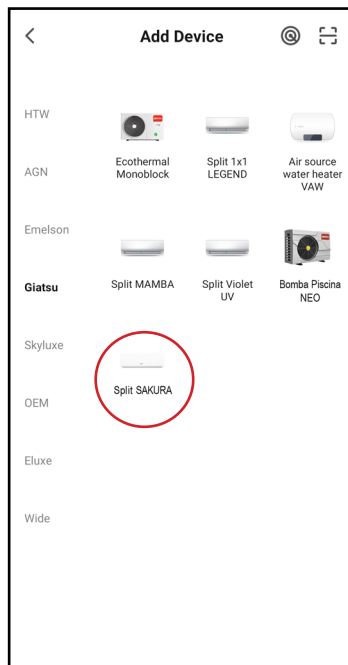 Add Device
HTW
AGN
Emelson
Giatsu
Skyluxe
OEM
Eluxe
Wide
Ecothermal
Monoblock
Split 1x1
LEGEND
Air source
water heater
VAW
Split MAMBA
Split Violet
UV
Bomba Piscina
NEO
Split SAKURA